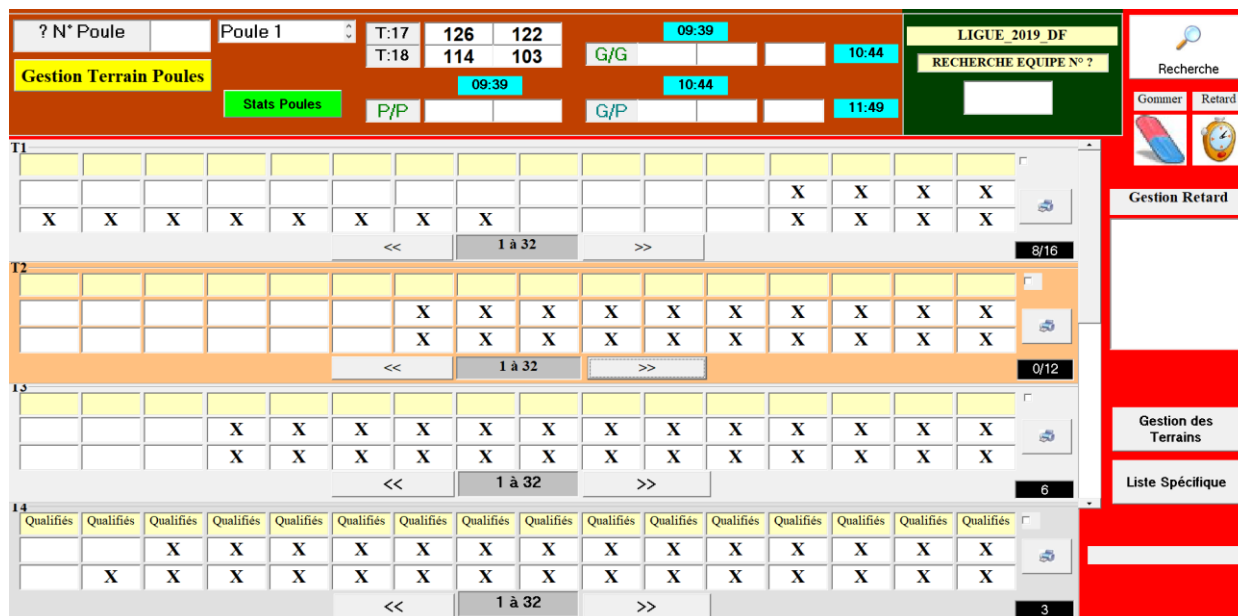 ? N° Poule
Poule 1
Gestion Terrain Poules
Stats Poules
T:17 126 122
T:18 114 103
09:39
P/P
09:39
G/G
10:44
10:44
G/P
11:49
LIGUE_2019_DF
RECHERCHE EQUIPE N° ?
Recherche
Gommer Retard
Gestion Retard
T1
X X X X
X X X X X X X X X X X X
<< 1 à 32 >>
8/16
T2
X X X X X X X X X X
X X X X X X X X X X
<< 1 à 32 >>
0/12
T3
X X X X X X X X X X X X X
X X X X X X X X X X X X X
<< 1 à 32 >>
6
Gestion des
Terrains
Liste Spécifique
T4
Qualifiés Qualifiés Qualifiés Qualifiés Qualifiés Qualifiés Qualifiés Qualifiés Qualifiés Qualifiés Qualifiés Qualifiés Qualifiés Qualifiés Qualifiés Qualifiés
X X X X X X X X X X X X X X
X X X X X X X X X X X X X X X
<< 1 à 32 >>
3